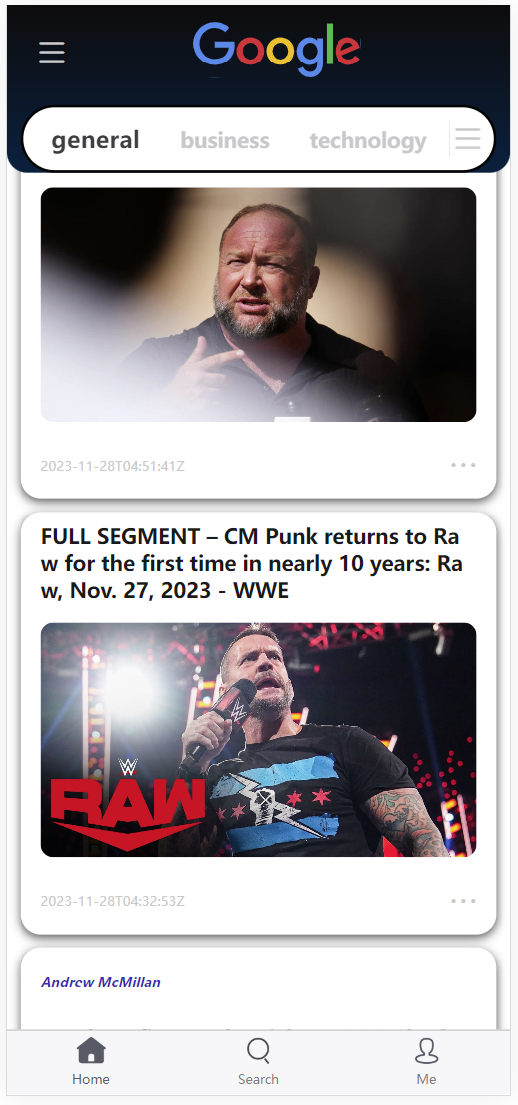 Google
general business technology
2023-11-28T04:51:41Z
FULL SEGMENT – CM Punk returns to Ra
w for the first time in nearly 10 years: Ra
w, Nov. 27, 2023 - WWE
W
RAW
2023-11-28T04:32:53Z
Andrew McMillan
Home Search Me